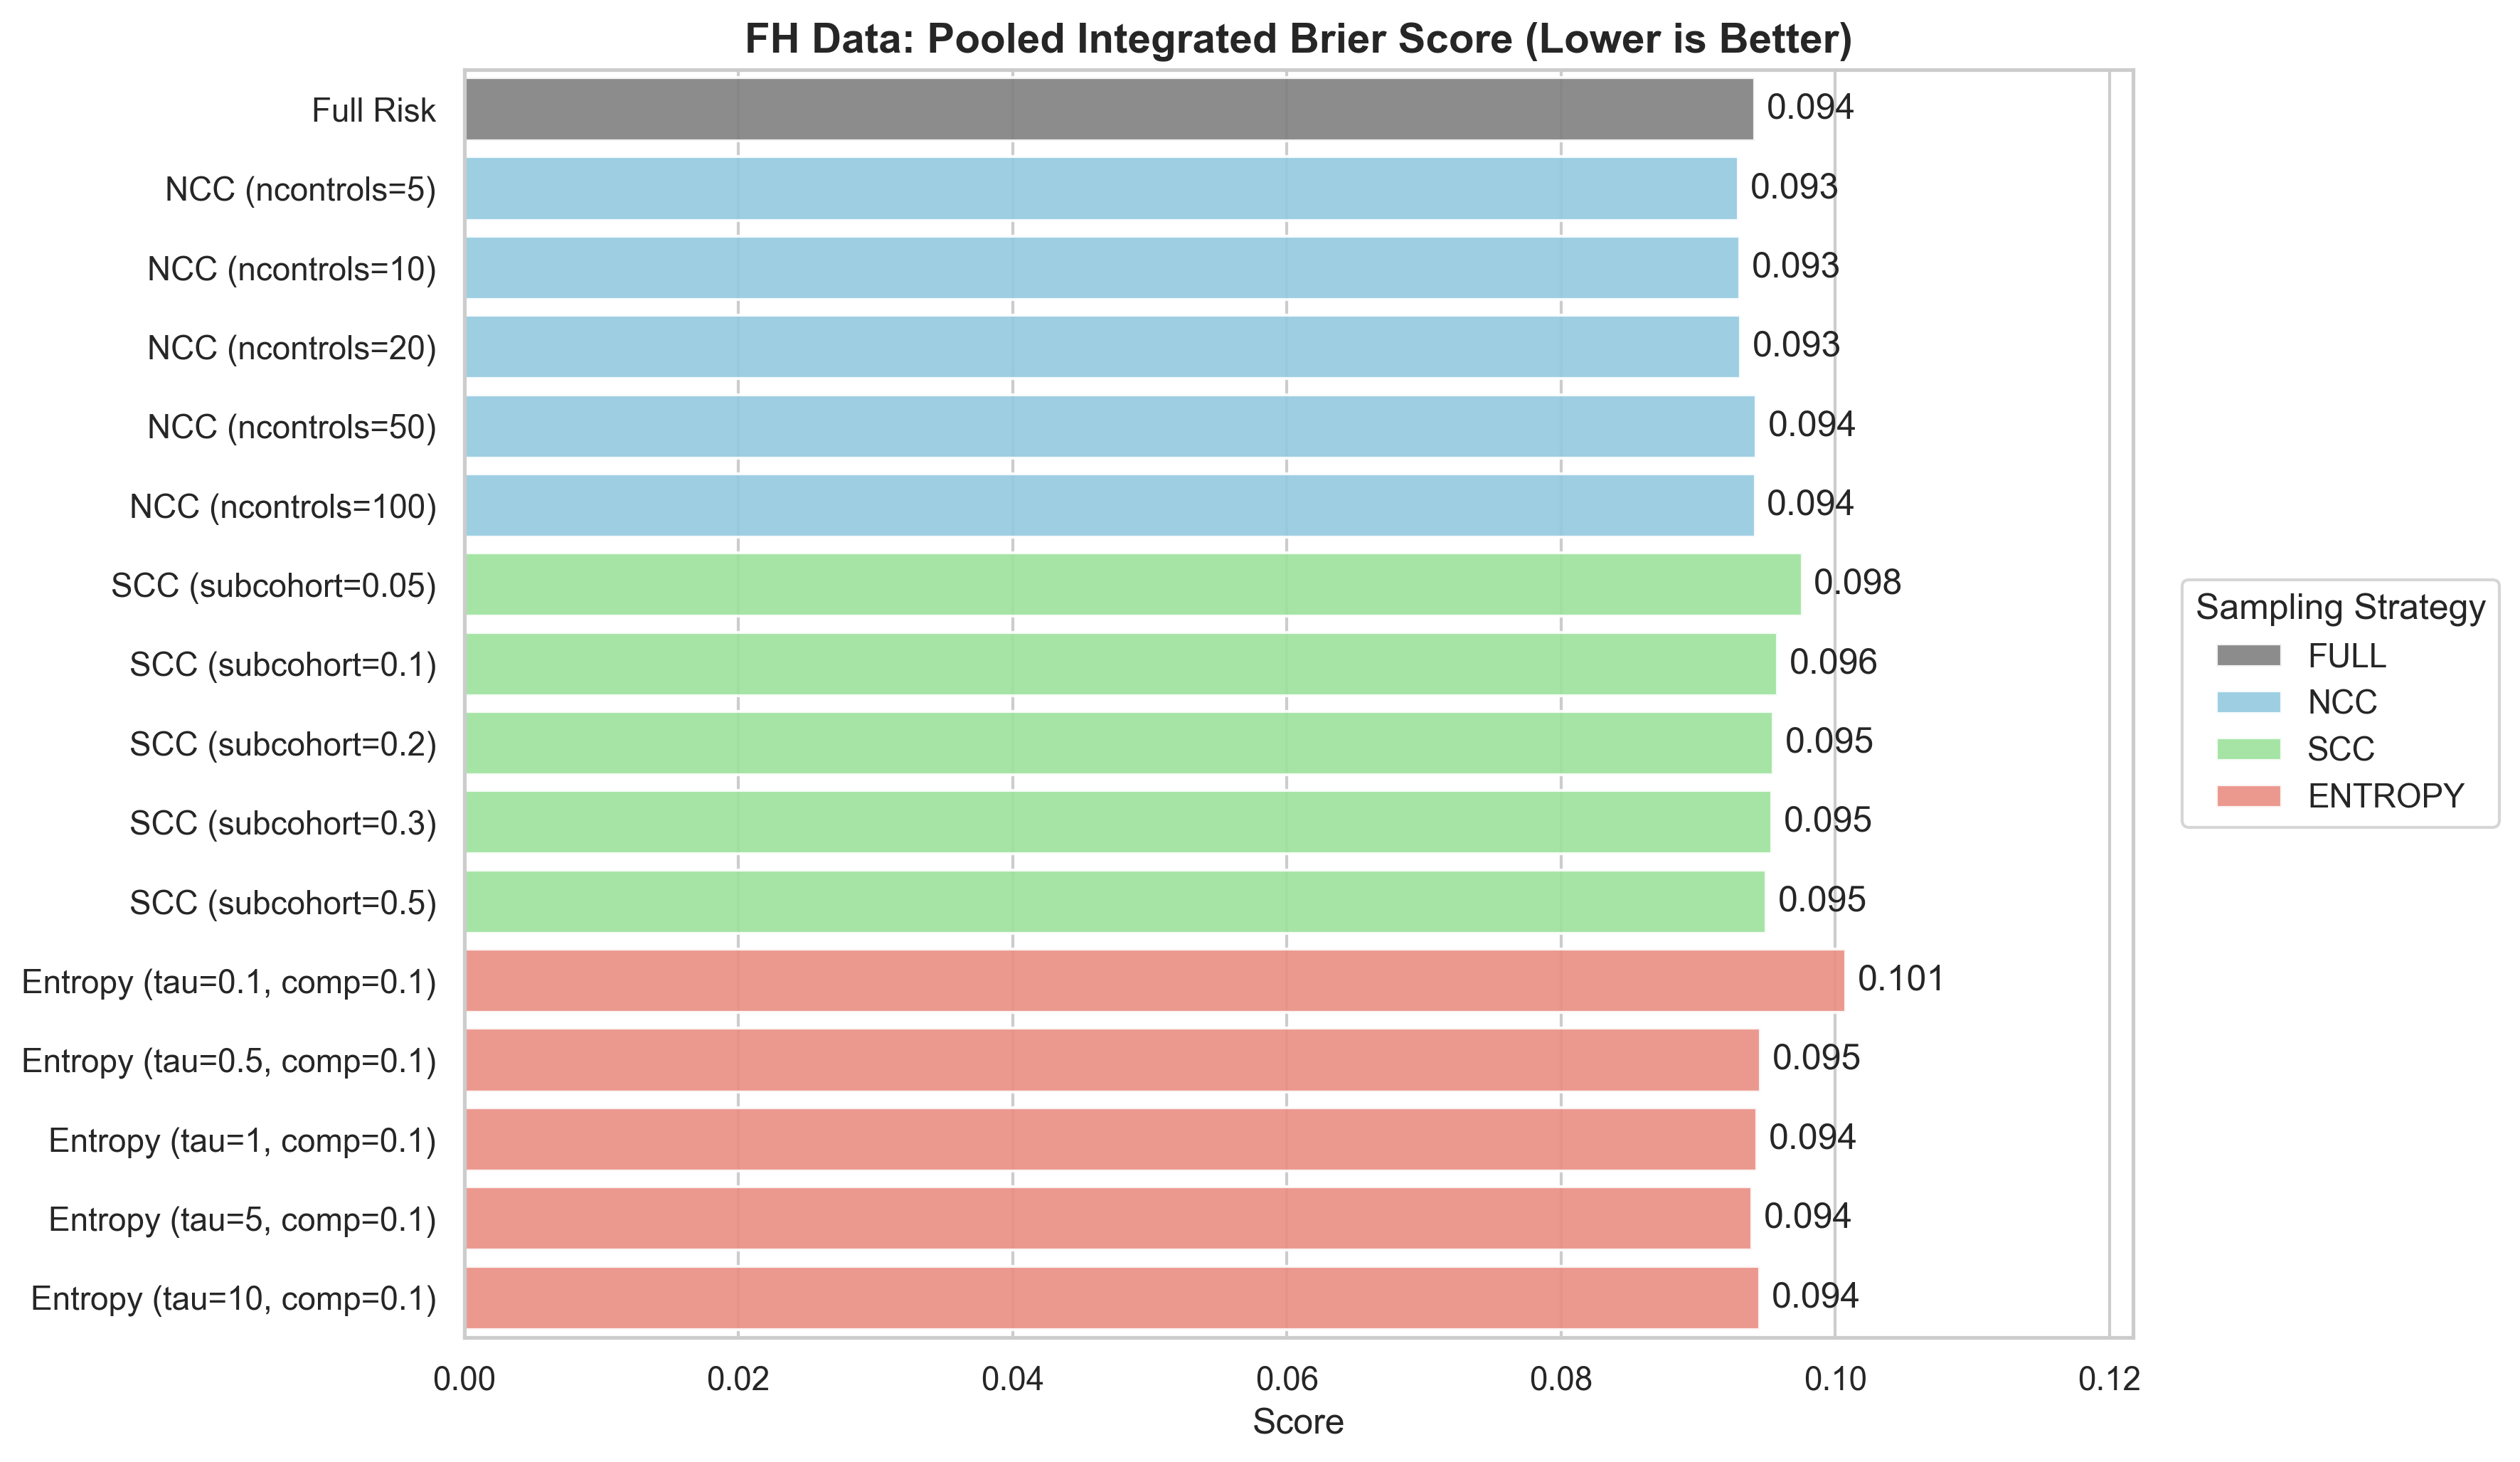 FH Data: Pooled Integrated Brier Score (Lower is Better)
Full Risk 0.094
NCC (ncontrols=5) 0.093
NCC (ncontrols=10) 0.093
NCC (ncontrols=20) 0.093
NCC (ncontrols=50) 0.094
NCC (ncontrols=100) 0.094
SCC (subcohort=0.05) 0.098
SCC (subcohort=0.1) 0.096
SCC (subcohort=0.2) 0.095
SCC (subcohort=0.3) 0.095
SCC (subcohort=0.5) 0.095
Entropy (tau=0.1, comp=0.1) 0.101
Entropy (tau=0.5, comp=0.1) 0.095
Entropy (tau=1, comp=0.1) 0.094
Entropy (tau=5, comp=0.1) 0.094
Entropy (tau=10, comp=0.1) 0.094
0.00 0.02 0.04 0.06 0.08 0.10 0.12
Score
Sampling Strategy
FULL
NCC
SCC
ENTROPY